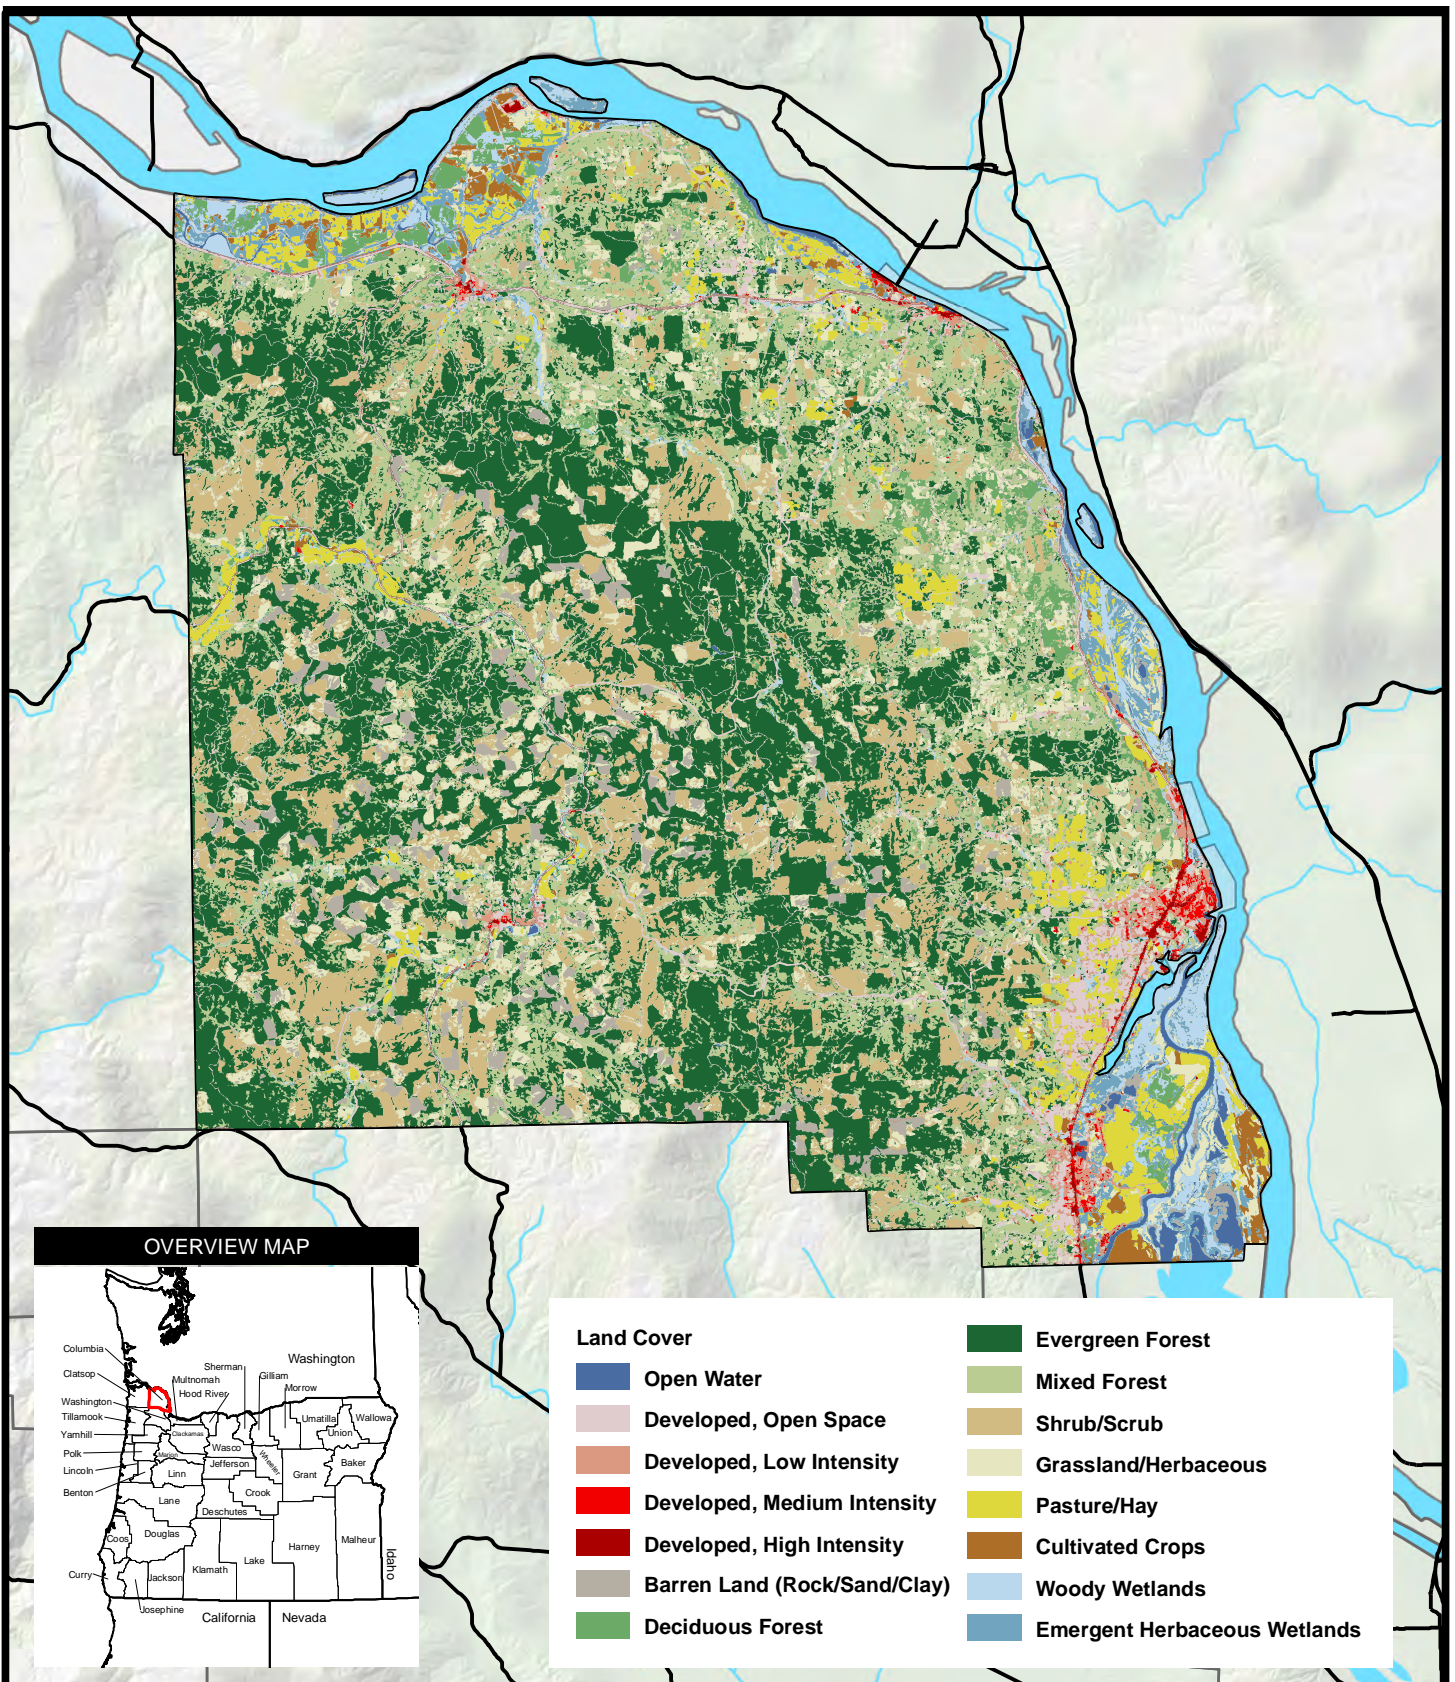 OVERVIEW MAP
Columbia
Clatsop
Washington
Tillamook
Yamhill
Polk
Lincoln
Benton
Multnomah
Hood River
Sherman
Gilliam
Morrow
Washington
Umatilla
Wallowa
Union
Clackamas
Wasco
Marion
Jefferson
Wheeler
Grant
Baker
Linn
Crook
Lane
Deschutes
Coos
Douglas
Malheur
Harney
Lake
Klamath
Idaho
Curry
Jackson
Josephine
California
Nevada
Land Cover
Open Water
Developed, Open Space
Developed, Low Intensity
Developed, Medium Intensity
Developed, High Intensity
Barren Land (Rock/Sand/Clay)
Deciduous Forest
Evergreen Forest
Mixed Forest
Shrub/Scrub
Grassland/Herbaceous
Pasture/Hay
Cultivated Crops
Woody Wetlands
Emergent Herbaceous Wetlands